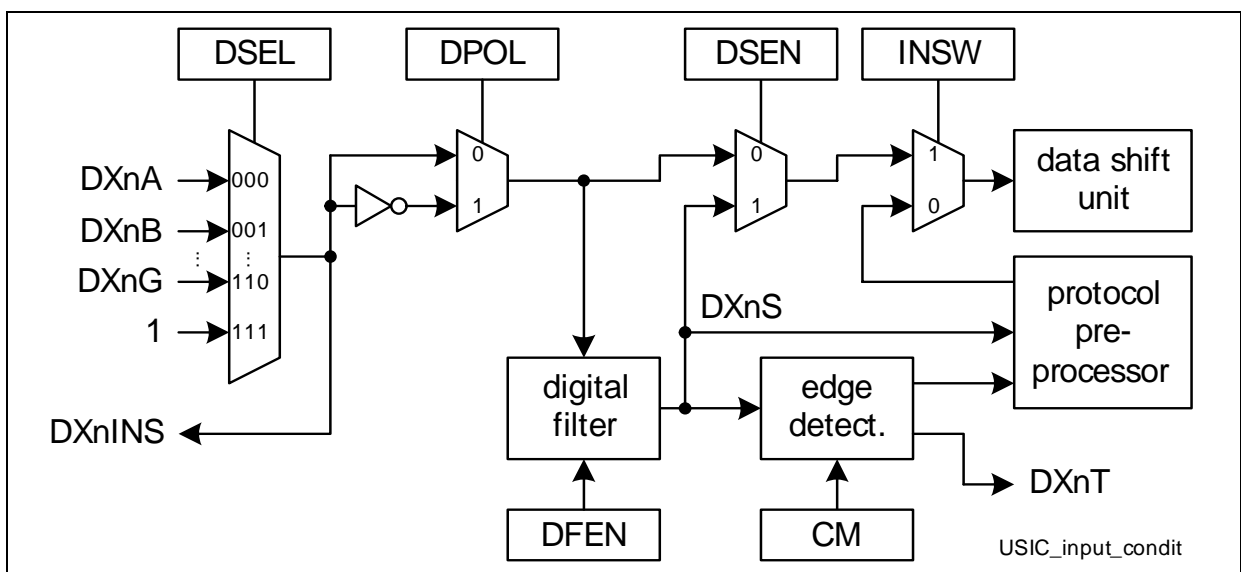 DSEL
DPOL
DSEN
INSW
DXnA
000
DXnB
001
DXnG
110
1
111
0
1
0
1
1
0
data shift
unit
DXnS
protocol
pre-
processor
DXnINS
digital
filter
edge
detect.
DXnT
DFEN
CM
USIC_input_condit